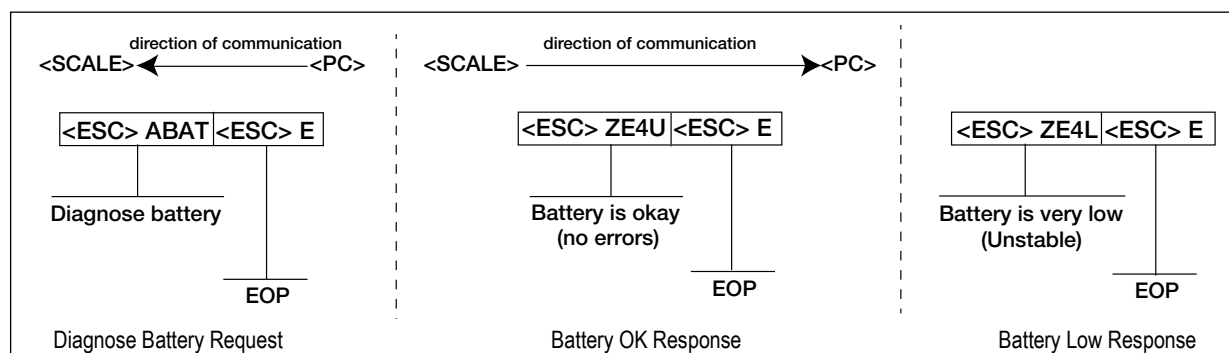 direction of communication
<SCALE> <PC>
<ESC> ABAT <ESC> E
Diagnose battery
EOP
Diagnose Battery Request
direction of communication
<SCALE> <PC>
<ESC> ZE4U <ESC> E
Battery is okay
(no errors)
EOP
Battery OK Response
<ESC> ZE4L <ESC> E
Battery is very low
(Unstable)
EOP
Battery Low Response